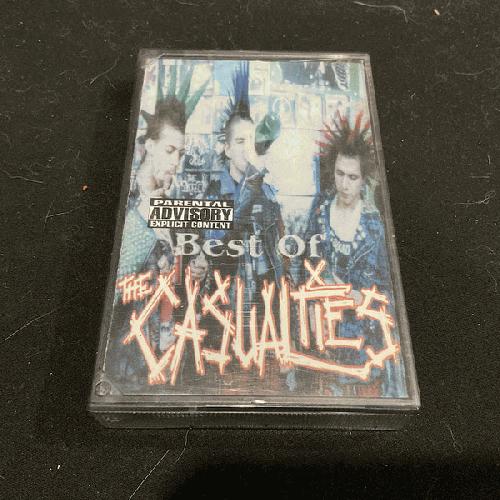 PARENTAL
ADVISORY
EXPLICIT CONTENT
Best Of
THE
CASUALTIES